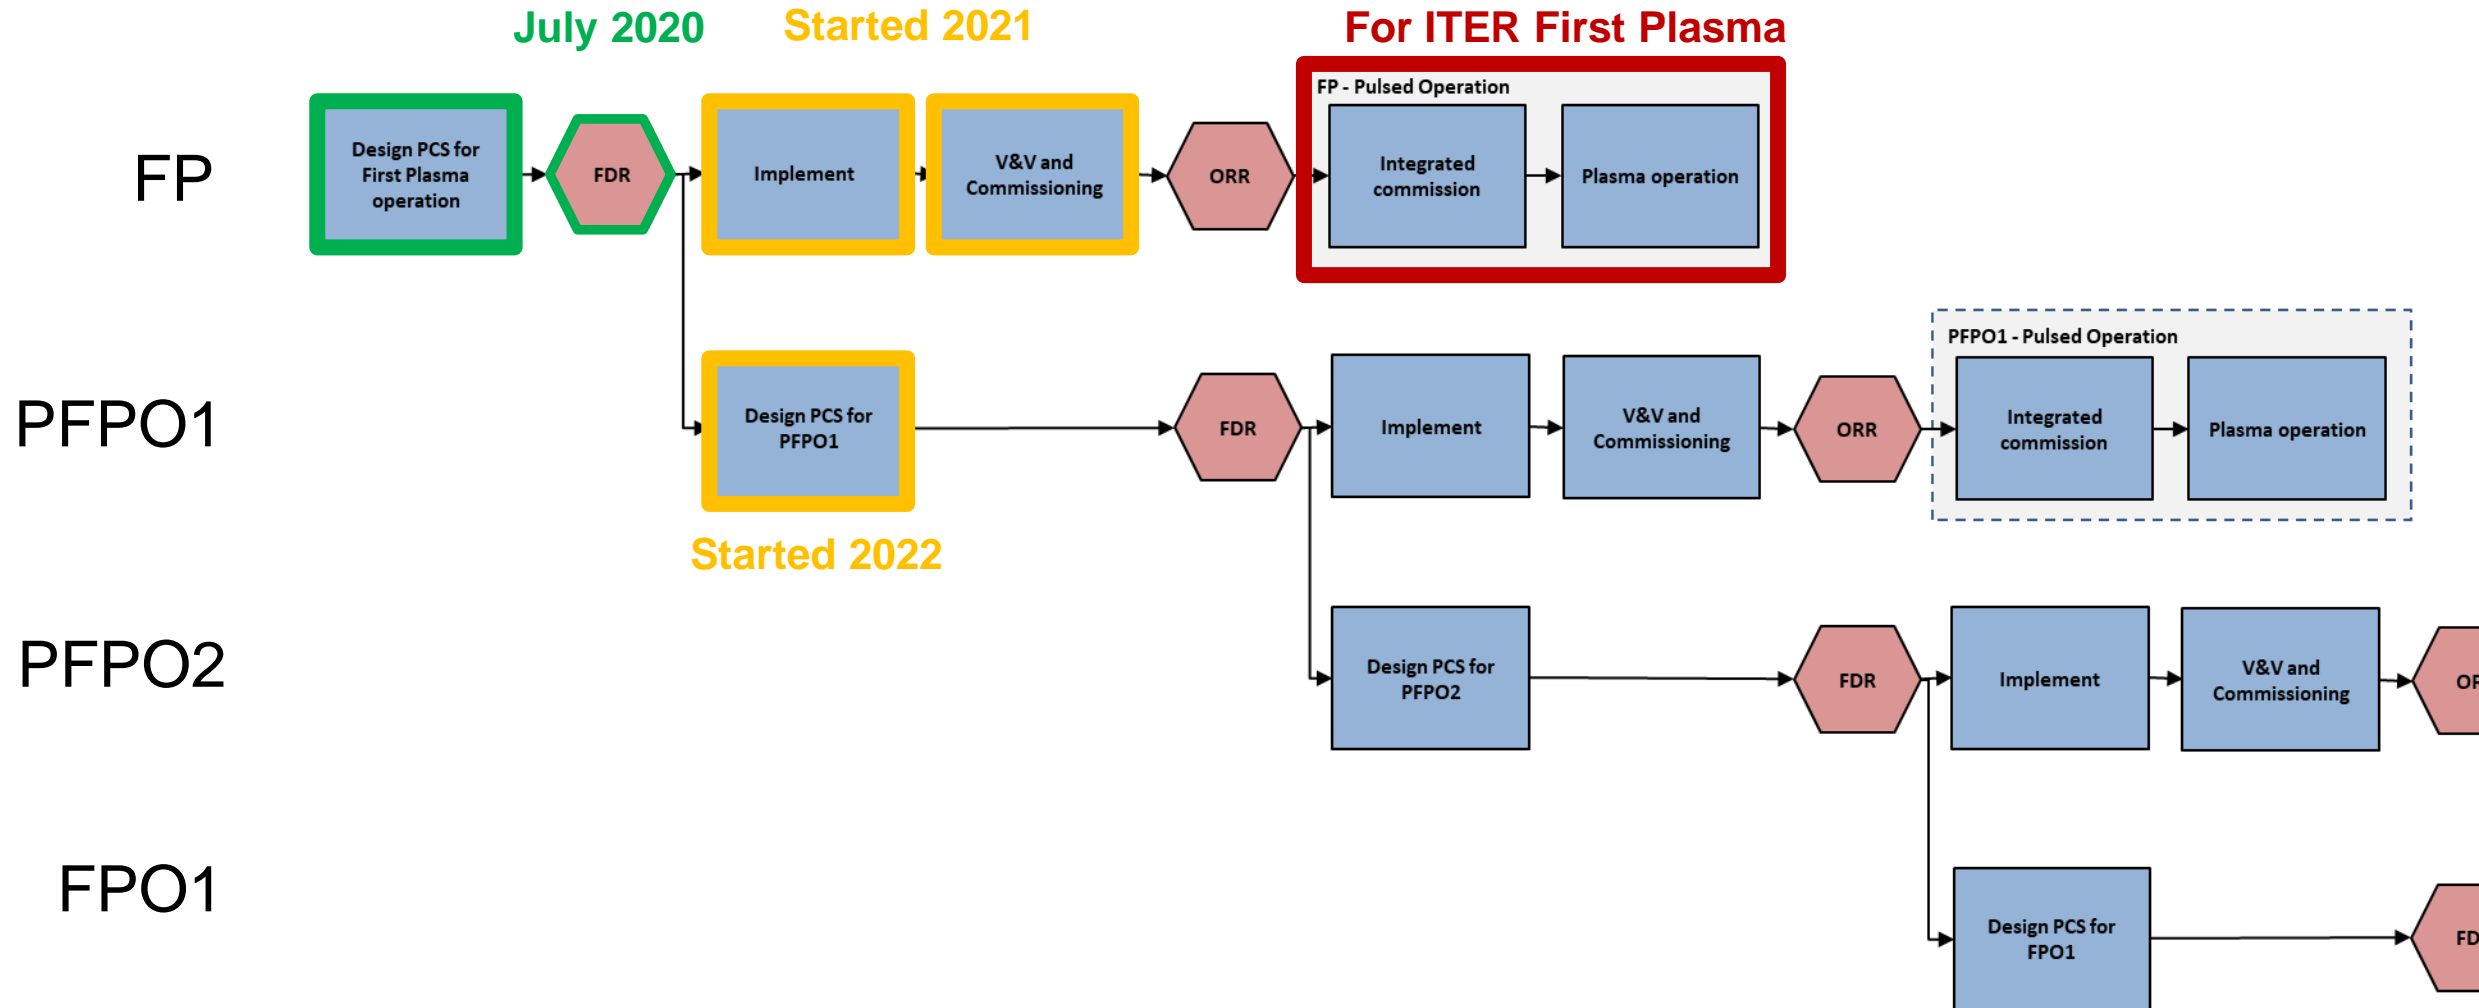 July 2020
Started 2021
For ITER First Plasma
FP
Design PCS for
First Plasma
operation
FDR
Implement
V&V and
Commissioning
ORR
FP - Pulsed Operation
Integrated
commission
Plasma operation
PFPO1
Design PCS for
PFPO1
Started 2022
FDR
Implement
V&V and
Commissioning
ORR
PFPO1 - Pulsed Operation
Integrated
commission
Plasma operation
PFPO2
Design PCS for
PFPO2
FDR
Implement
V&V and
Commissioning
FPO1
Design PCS for
FPO1